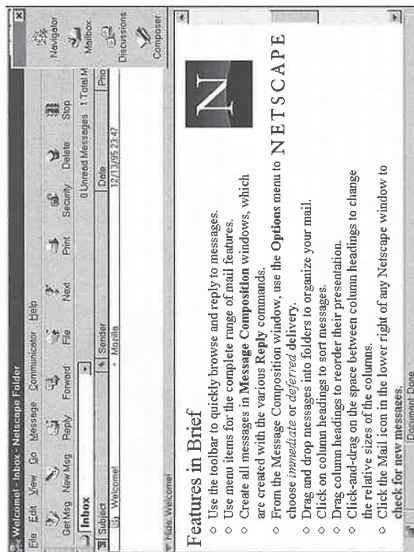 Welcome! - Inbox - Netscape Folder
File Edit View Go Message Communicator Help
GetMsg New Msg Reply Forward File Next Print Security Delete Stop
Inbox 0 Unread Messages 1 Total M
Subject Sender Date Prio
Welcome! Mozilla 12/13/95 23:47
Hide: Welcome!
Navigator
Mailbox
Discussions
Composer
Features in Brief
N
NETSCAPE
○ Use the toolbar to quickly browse and reply to messages.
○ Use menu items for the complete range of mail features.
○ Create all messages in Message Composition windows, which
are created with the various Reply commands.
○ From the Message Composition window, use the Options menu to
choose immediate or deferred delivery.
○ Drag and drop messages into folders to organize your mail.
○ Click on column headings to sort messages.
○ Drag column headings to reorder their presentation.
○ Click-and-drag on the space between column headings to change
the relative sizes of the columns.
○ Click the Mail icon in the lower right of any Netscape window to
check for new messages.
Document Done